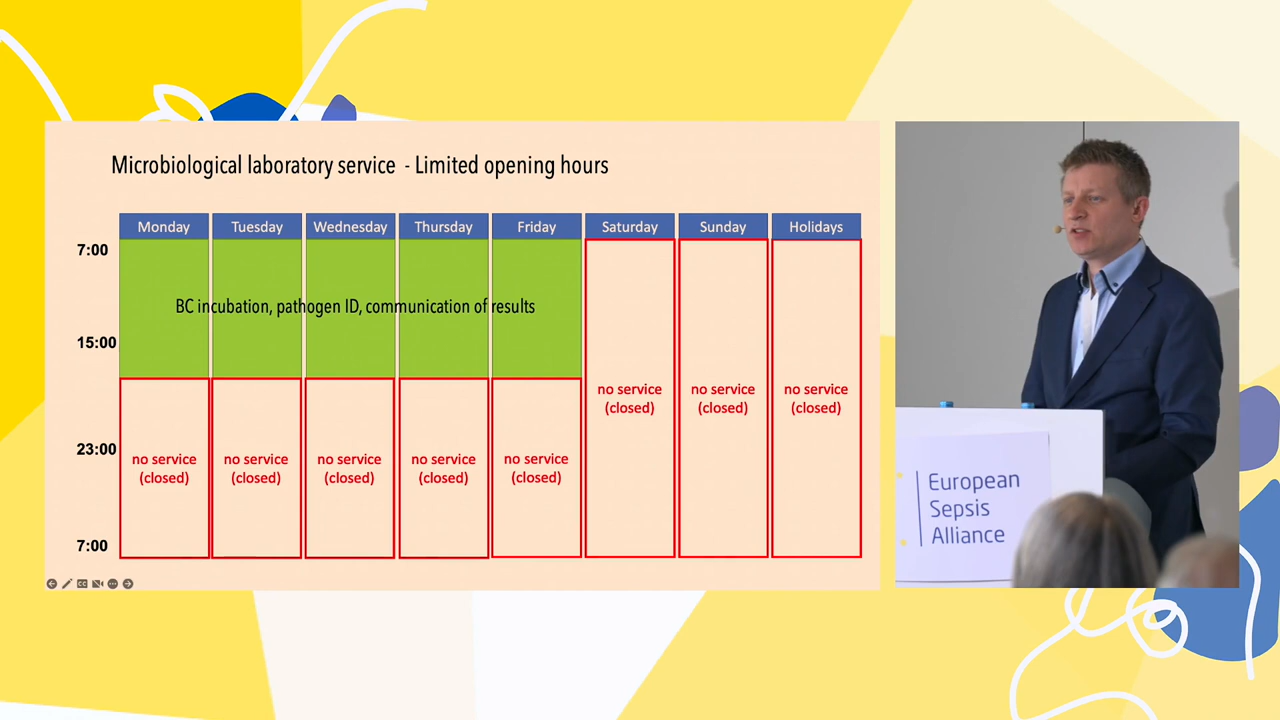 Microbiological laboratory service - Limited opening hours
Monday Tuesday Wednesday Thursday Friday Saturday Sunday Holidays
7:00
BC incubation, pathogen ID, communication of results
15:00
no service
(closed)
no service
(closed)
no service
(closed)
23:00
no service
(closed)
no service
(closed)
no service
(closed)
no service
(closed)
no service
(closed)
7:00
European
Sepsis
Alliance